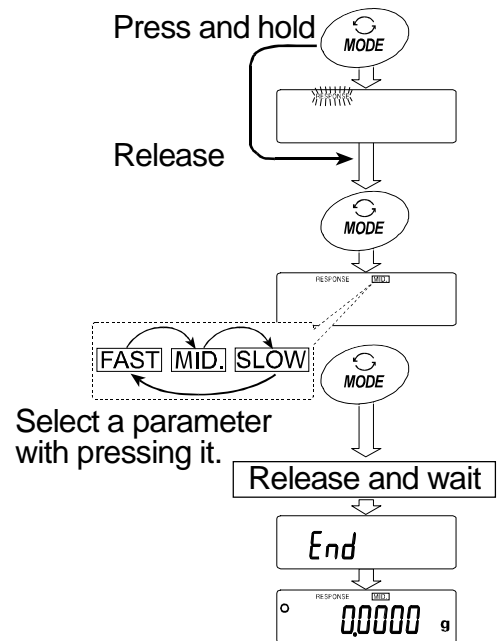 Press and hold
MODE
RESPONSE
Release
MODE
RESPONSE MID.
FAST MID. SLOW
MODE
Select a parameter
with pressing it.
Release and wait
End
RESPONSE MID.
0.0000 g